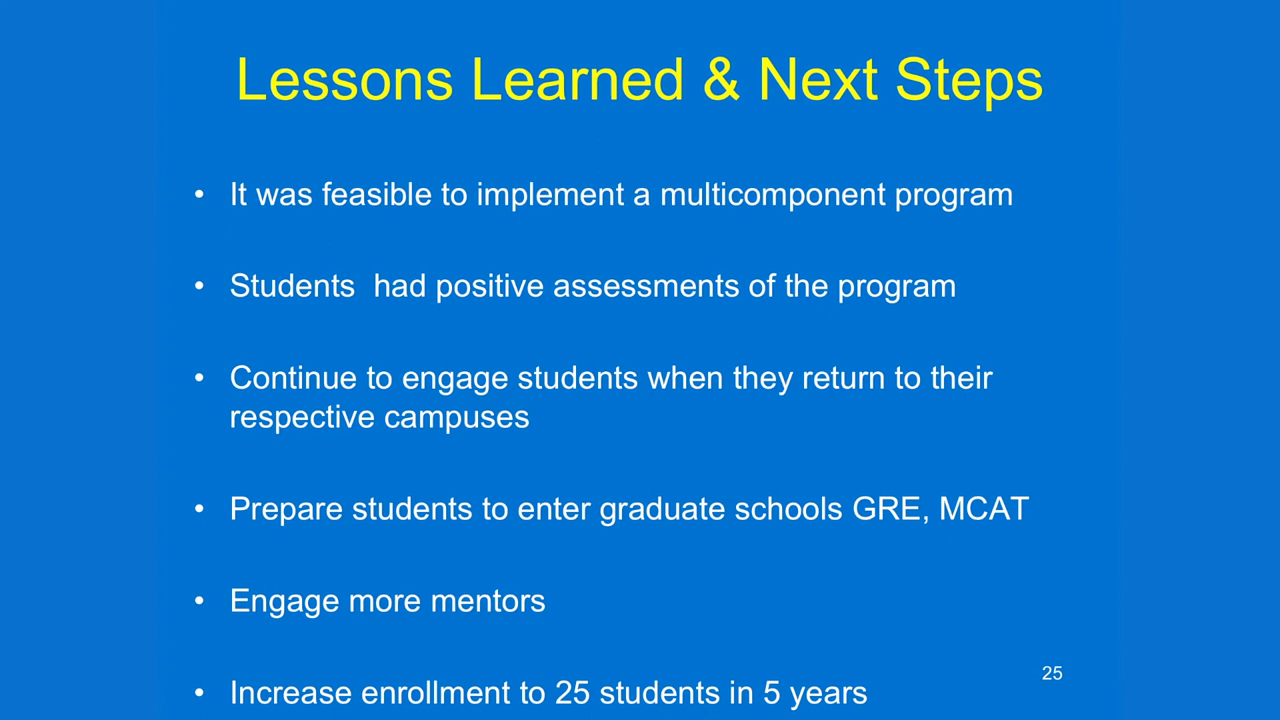 Lessons Learned & Next Steps
• It was feasible to implement a multicomponent program
• Students  had positive assessments of the program
• Continue to engage students when they return to their
respective campuses
• Prepare students to enter graduate schools GRE, MCAT
• Engage more mentors
25
• Increase enrollment to 25 students in 5 years